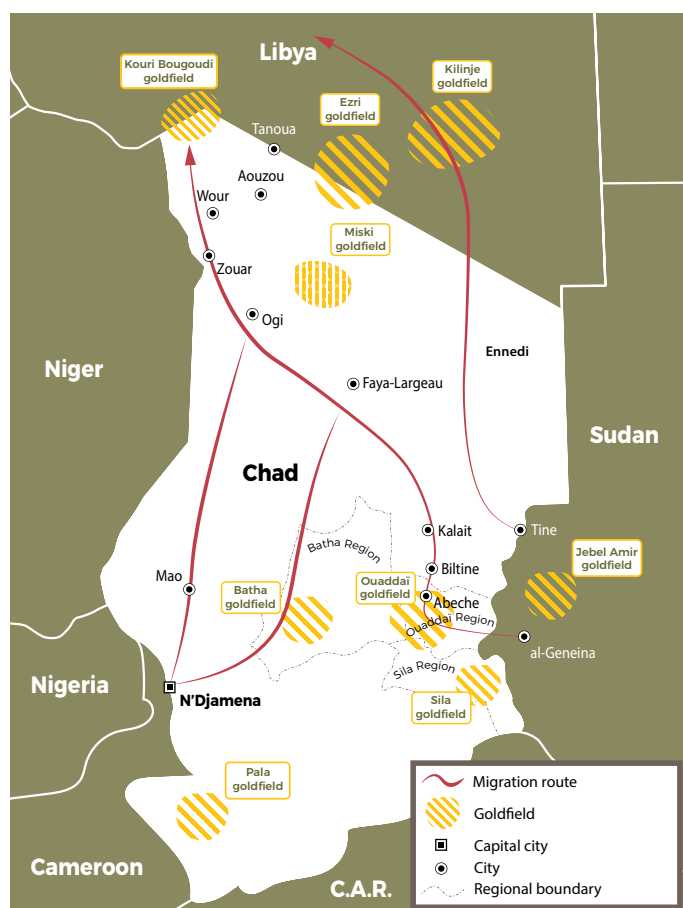 Libya
Kouri Bougoudi
goldfield
Kilinje
goldfield
Ezri
goldfield
Tanoua
Aouzou
Wour
Miski
goldfield
Zouar
Ogi
Ennedi
Niger
Faya-Largeau
Sudan
Chad
Kalait
Tine
Batha Region
Jebel Amir
goldfield
Biltine
Mao
Batha
goldfield
Ouaddaï
goldfield
Abeche
Ouaddaï Region
al-Geneina
Sila Region
Nigeria
N'Djamena
Sila
goldfield
Pala
goldfield
Cameroon
C.A.R.
Migration route
Goldfield
Capital city
City
Regional boundary